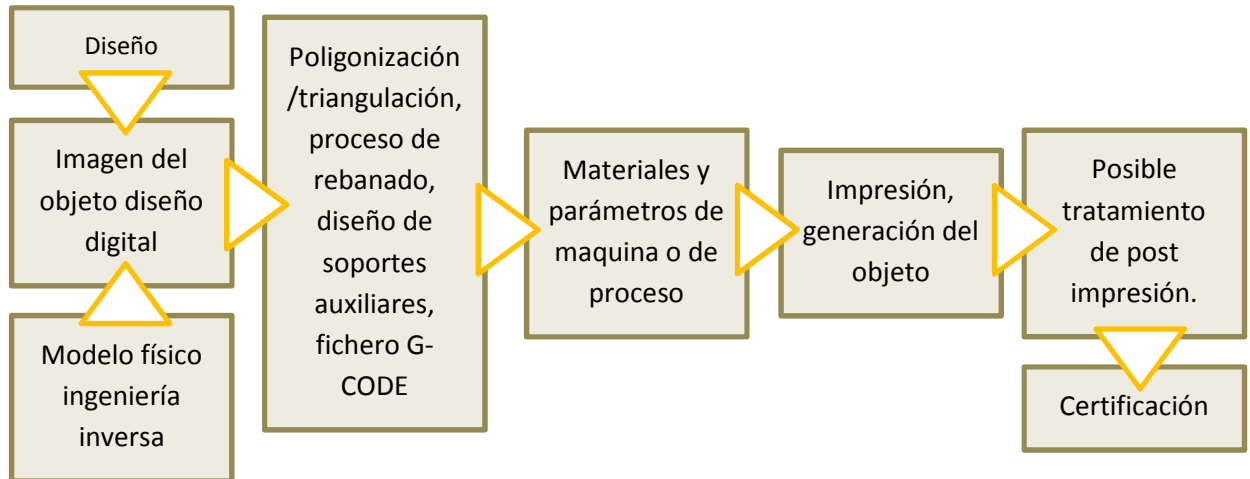 Diseño
Imagen del
objeto diseño
digital
Modelo físico
ingeniería
inversa
Poligonización
/triangulación,
proceso de
rebanado,
diseño de
soportes
auxiliares,
fichero G-
CODE
Materiales y
parámetros de
maquina o de
proceso
Impresión,
generación del
objeto
Posible
tratamiento
de post
impresión.
Certificación